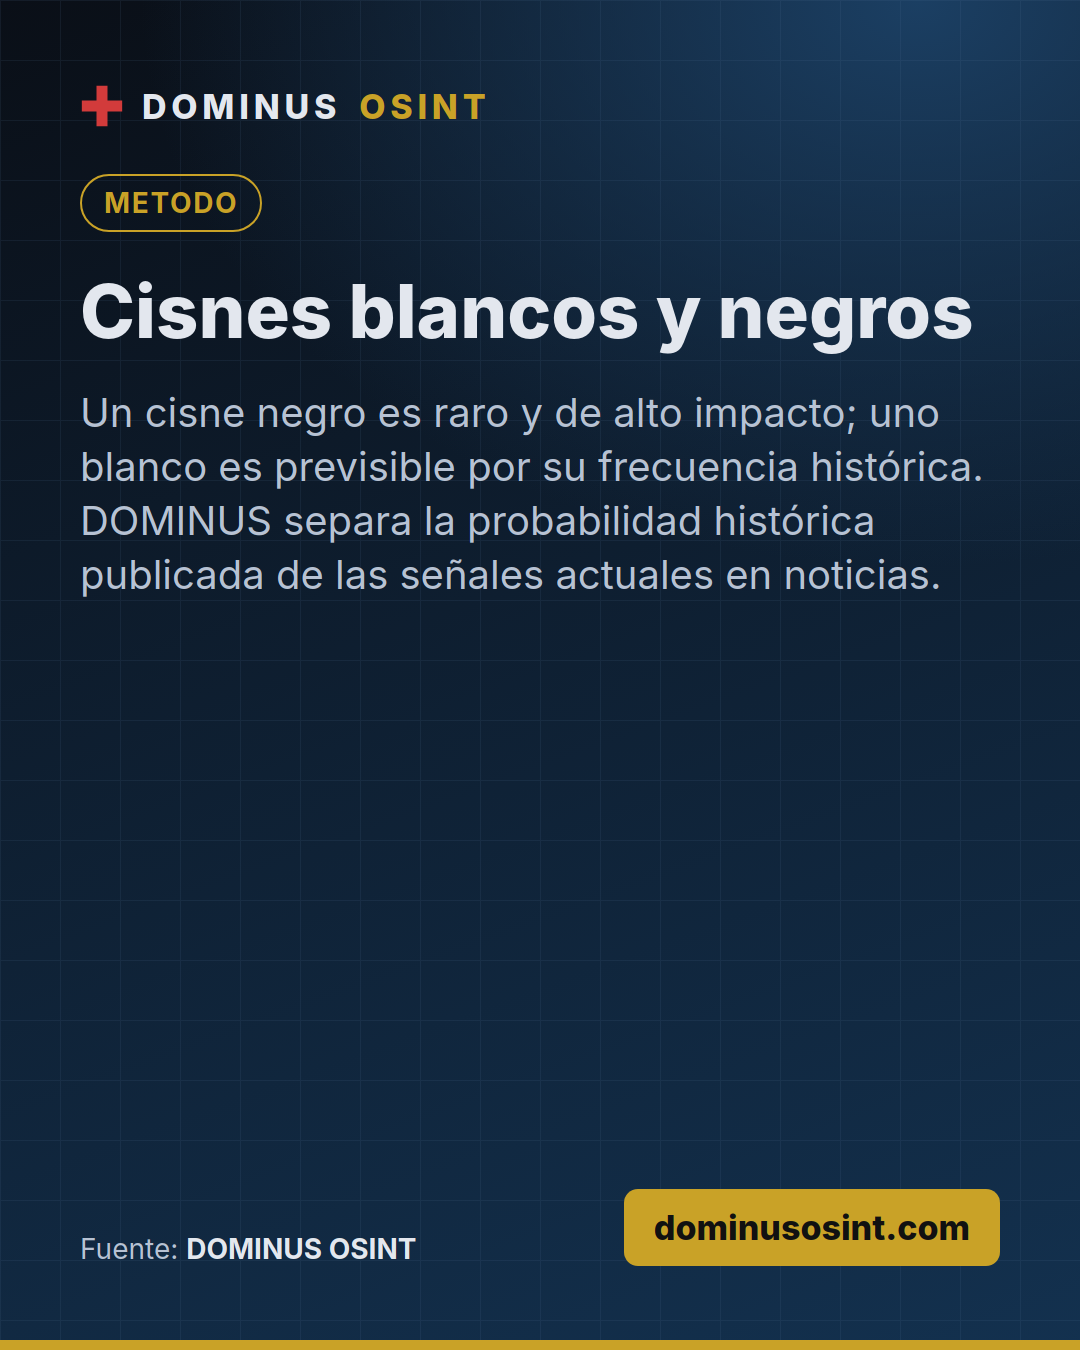 DOMINUS OSINT
METODO
Cisnes blancos y negros
Un cisne negro es raro y de alto impacto; uno
blanco es previsible por su frecuencia histórica.
DOMINUS separa la probabilidad histórica
publicada de las señales actuales en noticias.
Fuente: DOMINUS OSINT
dominusosint.com